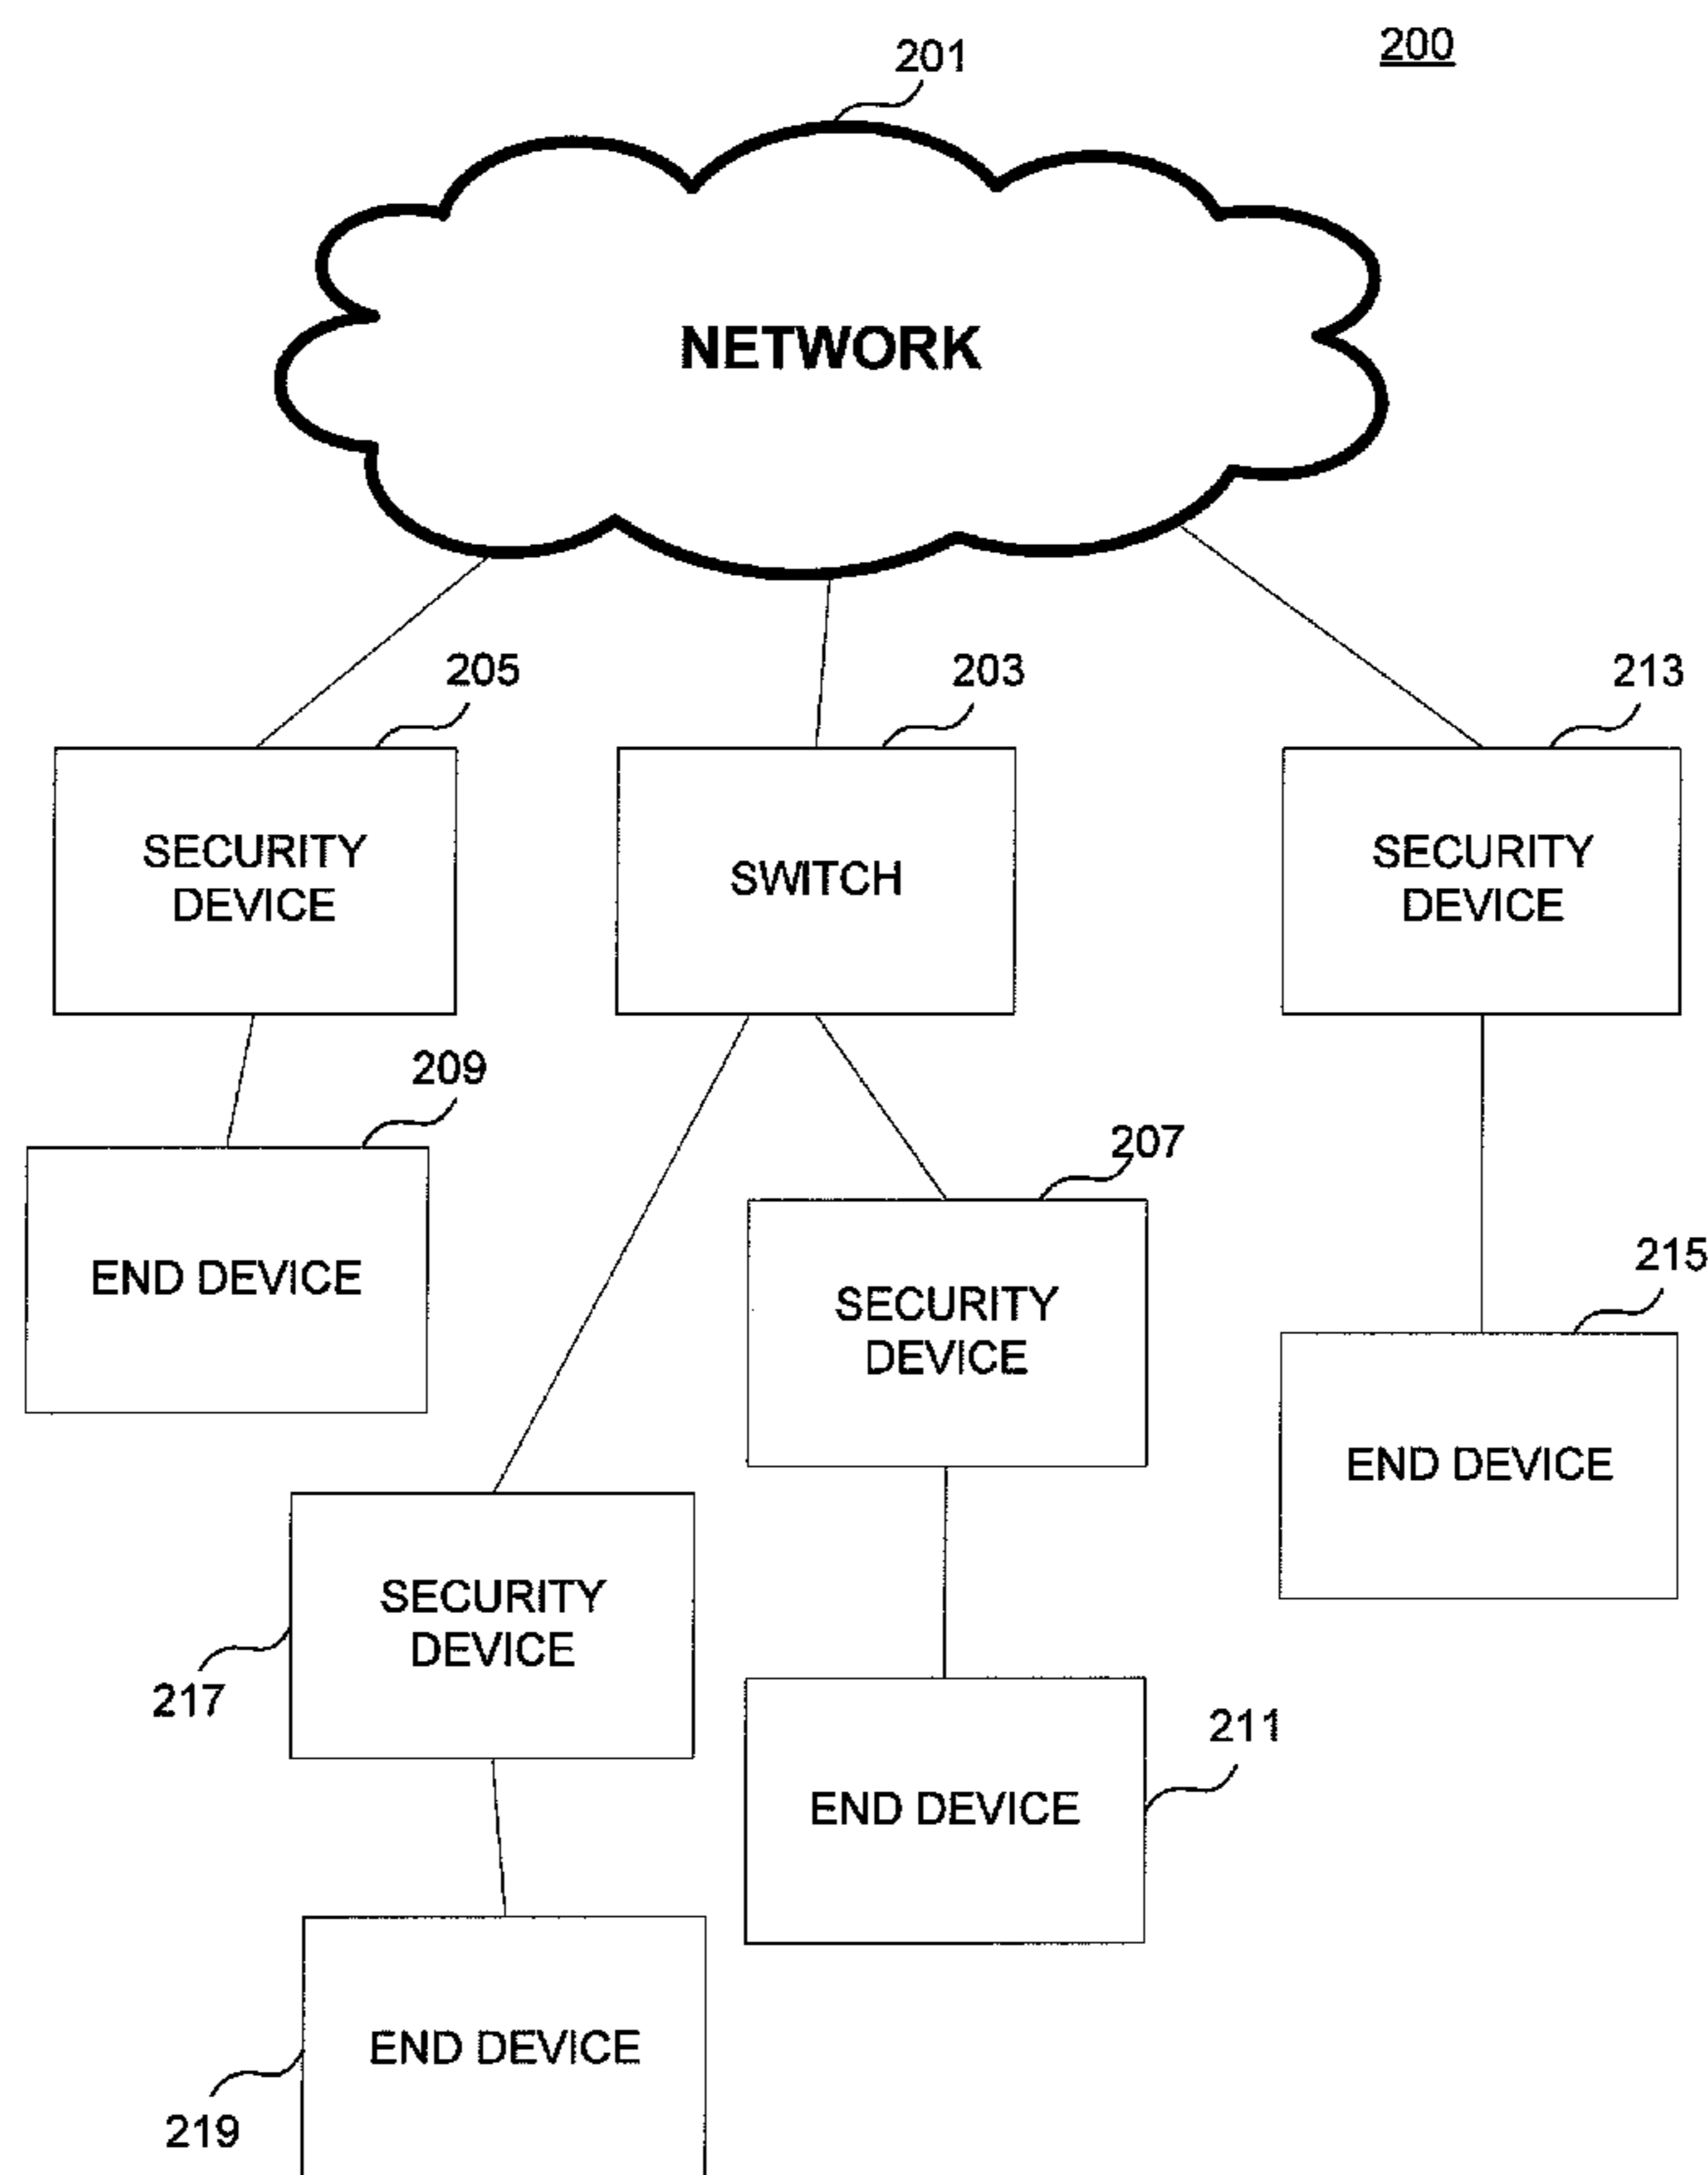 200
201
NETWORK
205
203
213
SECURITY
DEVICE
SWITCH
SECURITY
DEVICE
209
END DEVICE
207
SECURITY
DEVICE
215
END DEVICE
SECURITY
DEVICE
217
211
END DEVICE
END DEVICE
219